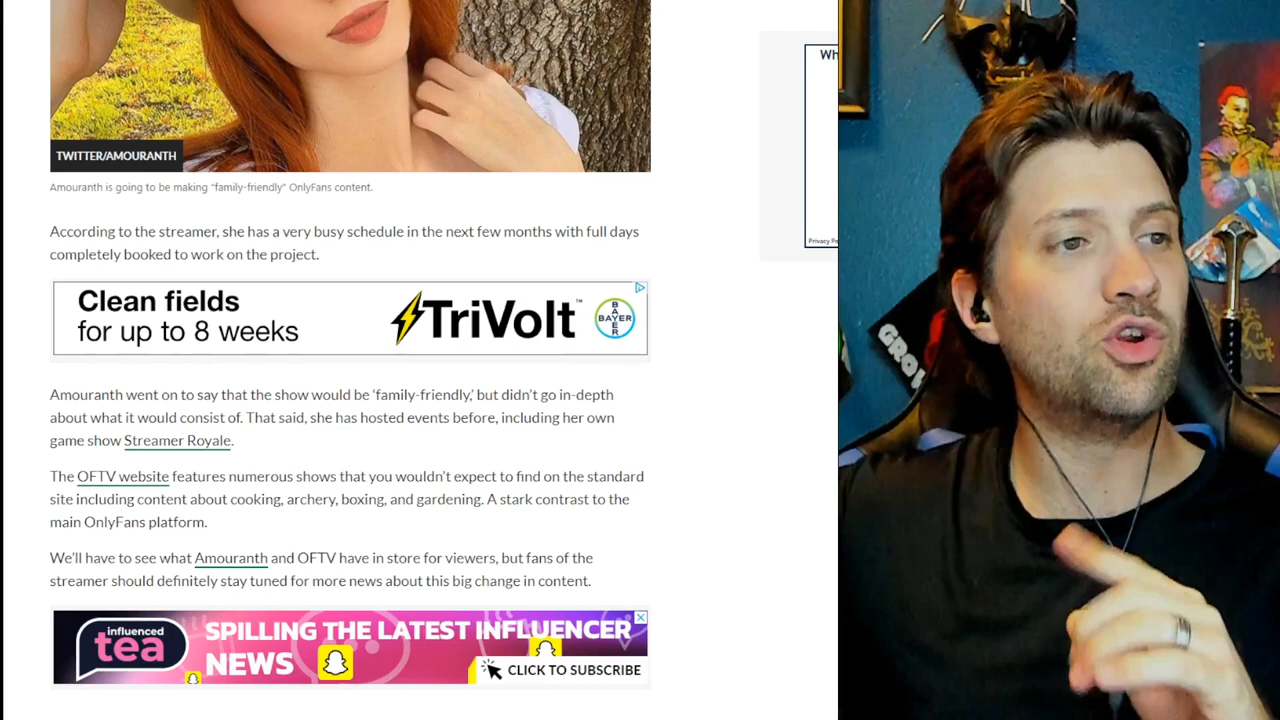 TWITTER/AMOURANTH
Amouranth is going to be making "family-friendly" OnlyFans content.
According to the streamer, she has a very busy schedule in the next few months with full days
completely booked to work on the project.
Clean fields
for up to 8 weeks
TriVolt™
BAYER
BAYER
Amouranth went on to say that the show would be ‘family-friendly,’ but didn’t go in-depth
about what it would consist of. That said, she has hosted events before, including her own
game show Streamer Royale.
The OFTV website features numerous shows that you wouldn’t expect to find on the standard
site including content about cooking, archery, boxing, and gardening. A stark contrast to the
main OnlyFans platform.
We’ll have to see what Amouranth and OFTV have in store for viewers, but fans of the
streamer should definitely stay tuned for more news about this big change in content.
influenced
tea
SPILLING THE LATEST INFLUENCER
NEWS
CLICK TO SUBSCRIBE
Wh
Privacy Po
GROW